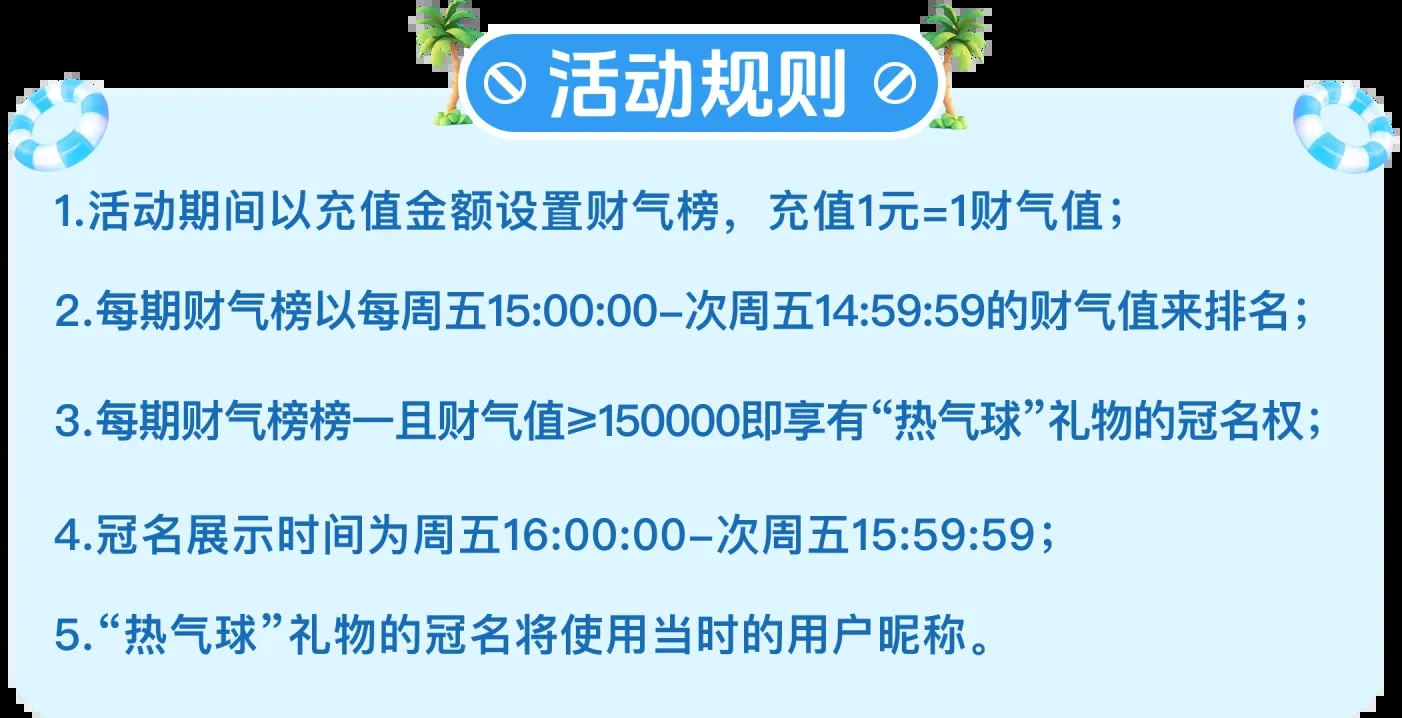 活动规则
1.活动期间以充值金额设置财气榜，充值1元=1财气值；
2.每期财气榜以每周五15:00:00-次周五14:59:59的财气值来排名；
3.每期财气榜榜一且财气值≥150000即享有“热气球”礼物的冠名权；
4.冠名展示时间为周五16:00:00-次周五15:59:59；
5.“热气球”礼物的冠名将使用当时的用户昵称。